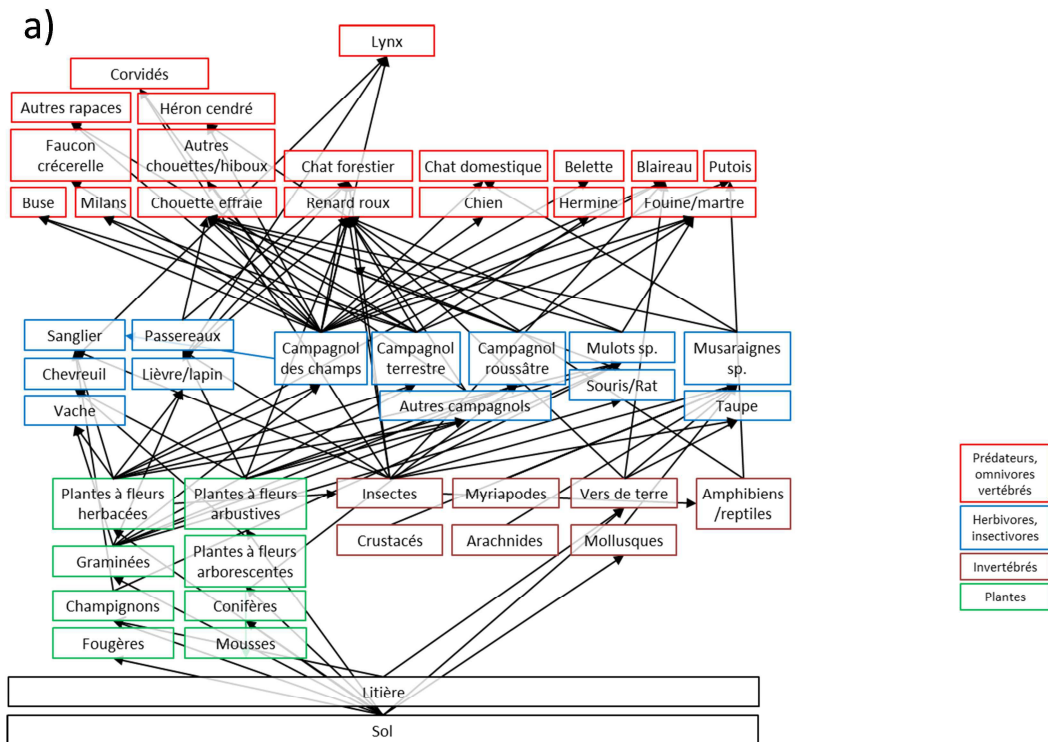 a)
Lynx
Corvidés
Autres rapaces
Héron cendré
Faucon
crécerelle
Autres
chouettes/hiboux
Chat forestier
Chat domestique
Belette
Blaireau
Putois
Buse
Milans
Chouette effraie
Renard roux
Chien
Hermine
Fouine/martre
Sanglier
Passereaux
Campagnol
des champs
Campagnol
terrestre
Campagnol
roussâtre
Mulots sp.
Musaraignes
sp.
Chevreuil
Lièvre/lapin
Souris/Rat
Vache
Autres campagnols
Taupe
Plantes à fleurs
herbacées
Plantes à fleurs
arbustives
Insectes
Myriapodes
Vers de terre
Amphibiens
/reptiles
Graminées
Plantes à fleurs
arborescentes
Crustacés
Arachnides
Mollusques
Champignons
Conifères
Fougères
Mousses
Litière
Sol
Prédateurs,
omnivores
vertébrés
Herbivores,
insectivores
Invertébrés
Plantes